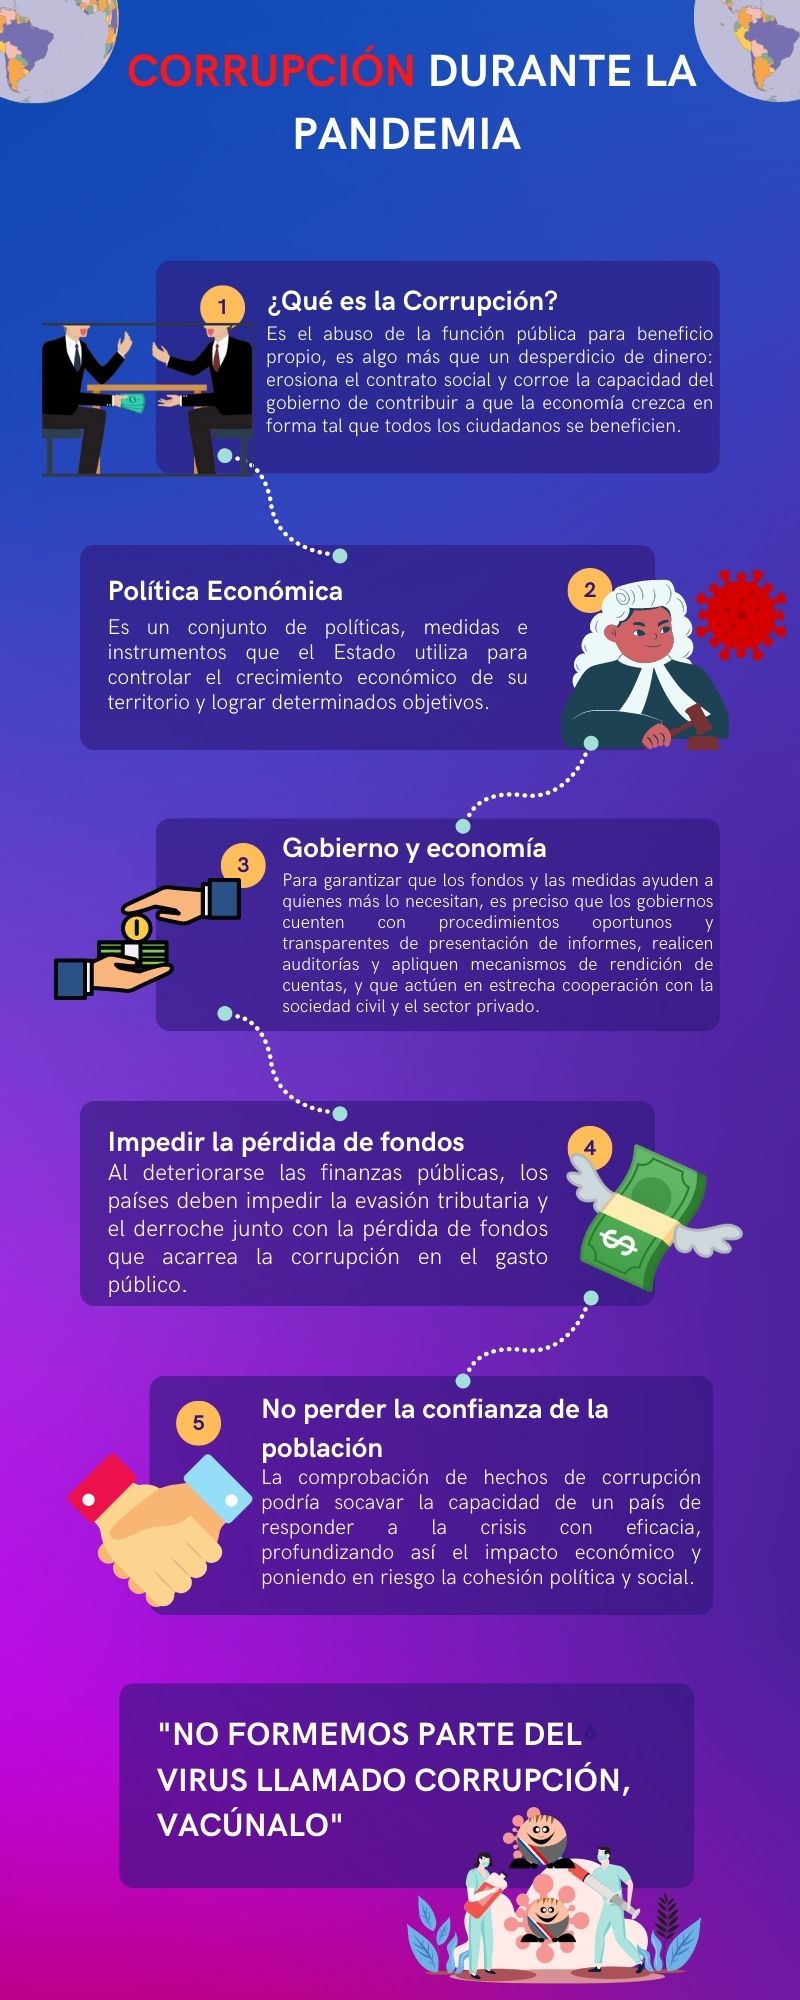 CORRUPCIÓN DURANTE LA
PANDEMIA
1
¿Qué es la Corrupción?
Es el abuso de la función pública para beneficio
propio, es algo más que un desperdicio de dinero:
erosiona el contrato social y corroe la capacidad del
gobierno de contribuir a que la economía crezca en
forma tal que todos los ciudadanos se beneficien.
Política Económica
2
Es un conjunto de políticas, medidas e
instrumentos que el Estado utiliza para
controlar el crecimiento económico de su
territorio y lograr determinados objetivos.
3
Gobierno y economía
Para garantizar que los fondos y las medidas ayuden a
quienes más lo necesitan, es preciso que los gobiernos
cuenten con procedimientos oportunos y
transparentes de presentación de informes, realicen
auditorías y apliquen mecanismos de rendición de
cuentas, y que actúen en estrecha cooperación con la
sociedad civil y el sector privado.
Impedir la pérdida de fondos
4
Al deteriorarse las finanzas públicas, los
países deben impedir la evasión tributaria y
el derroche junto con la pérdida de fondos
que acarrea la corrupción en el gasto
público.
$
5
No perder la confianza de la
población
La comprobación de hechos de corrupción
podría socavar la capacidad de un país de
responder a la crisis con eficacia,
profundizando así el impacto económico y
poniendo en riesgo la cohesión política y social.
"NO FORMEMOS PARTE DEL 6
VIRUS LLAMADO CORRUPCIÓN,
VACÚNALO"